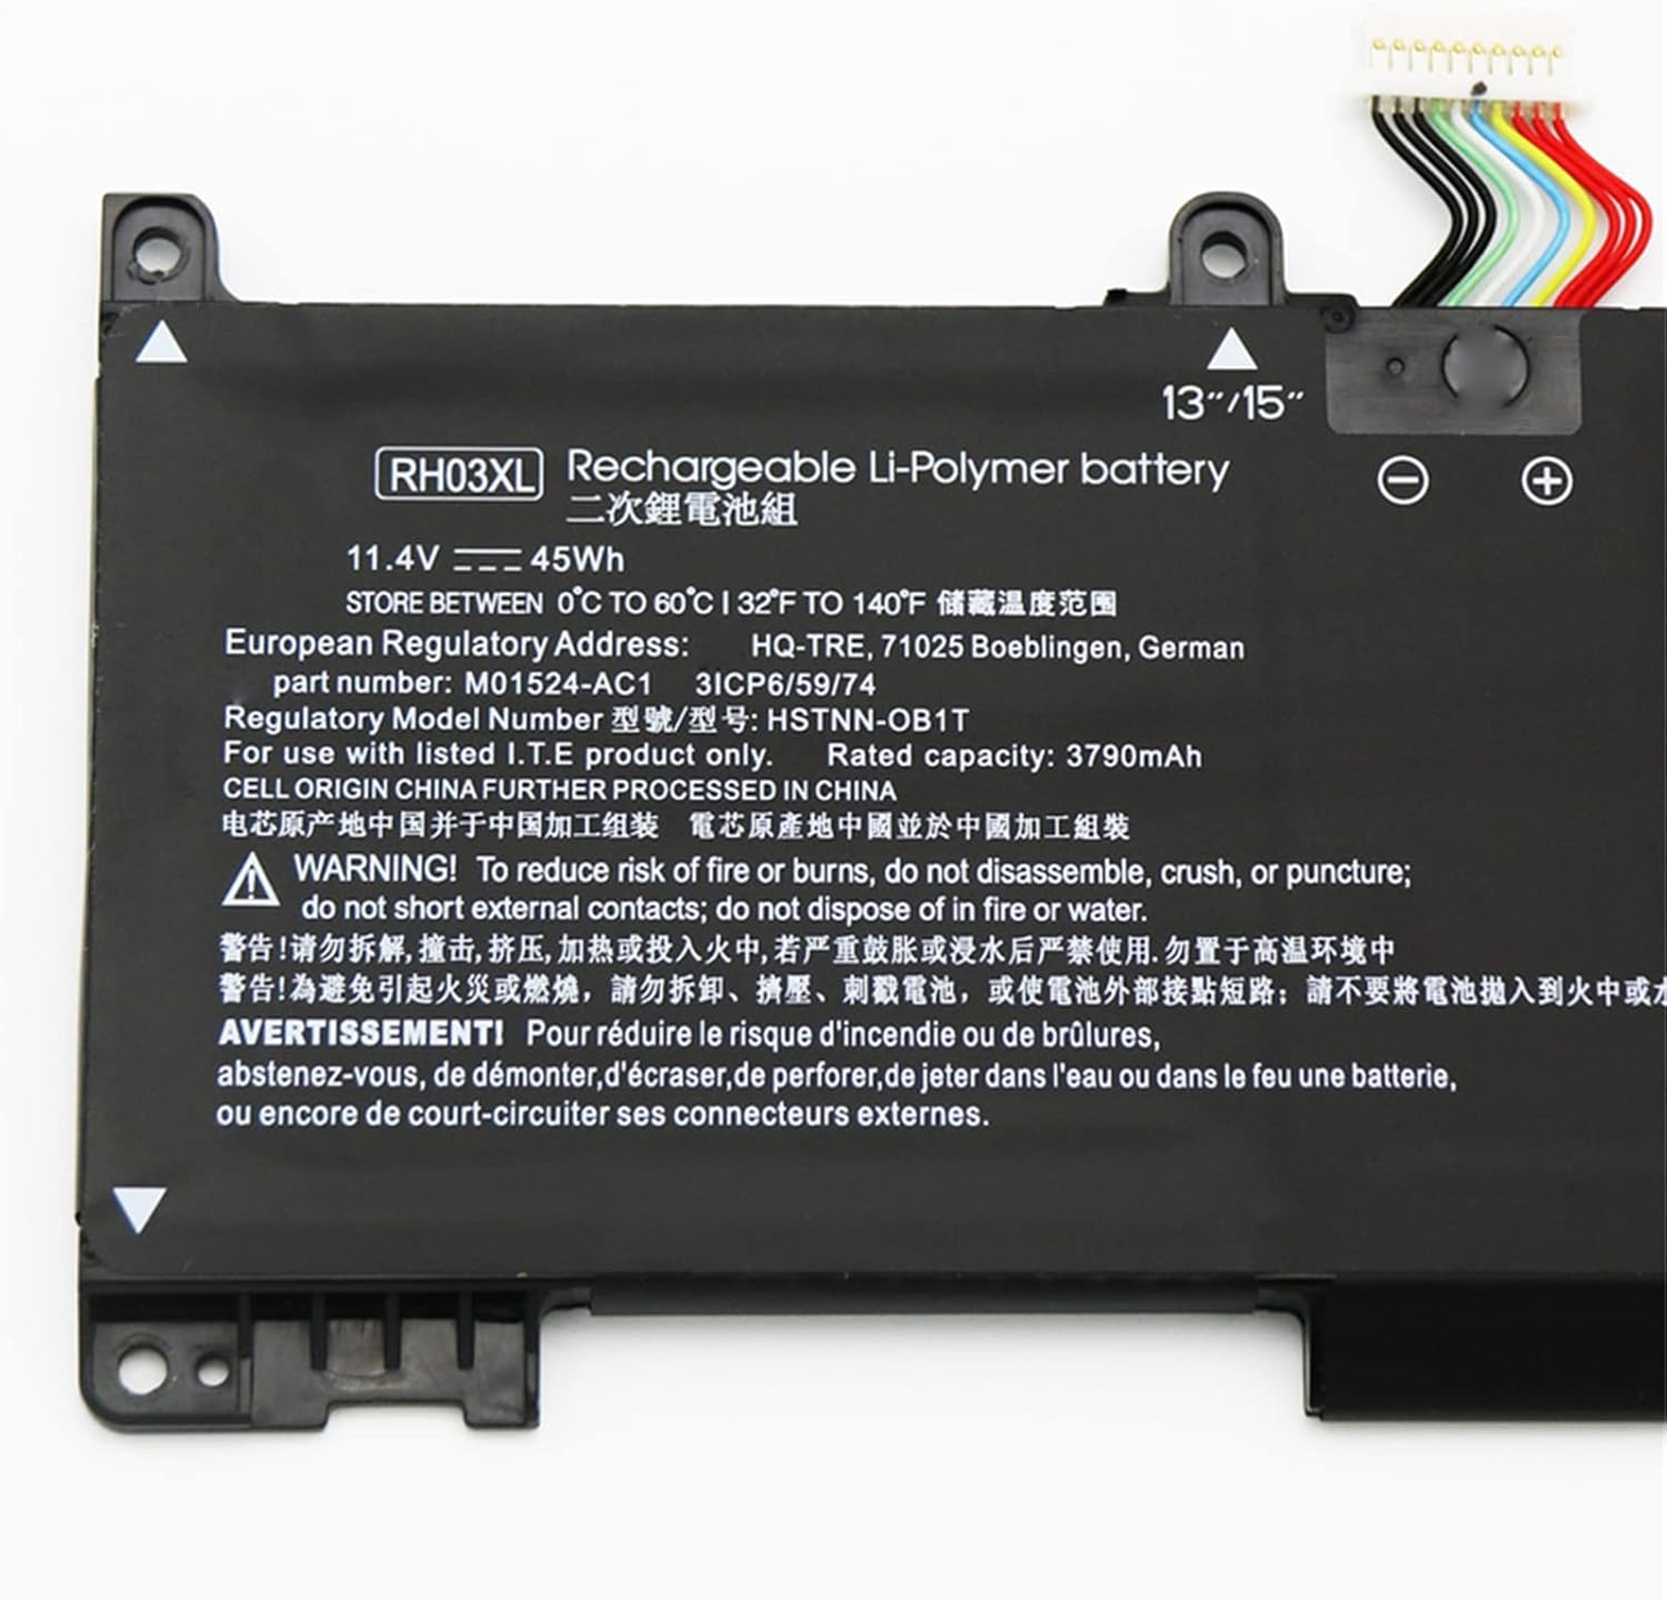 13″/15″
RH03XL Rechargeable Li-Polymer battery
二次鋰電池組
11.4V 45Wh
STORE BETWEEN 0°C TO 60°C | 32°F TO 140°F 储藏温度范围
European Regulatory Address: HQ-TRE, 71025 Boeblingen, German
part number: M01524-AC1 3ICP6/59/74
Regulatory Model Number 型號/型号: HSTNN-OB1T
For use with listed I.T.E product only. Rated capacity: 3790mAh
CELL ORIGIN CHINA FURTHER PROCESSED IN CHINA
电芯原产地中国并于中国加工组装 電芯原產地中國並於中國加工組裝
WARNING! To reduce risk of fire or burns, do not disassemble, crush, or puncture;
do not short external contacts; do not dispose of in fire or water.
警告!请勿拆解,撞击,挤压,加热或投入火中,若严重鼓胀或浸水后严禁使用.勿置于高温环境中
警告!為避免引起火災或燃燒，請勿拆卸、擠壓、刺戳電池，或使電池外部接點短路；請不要將電池拋入到火中或水
AVERTISSEMENT! Pour réduire le risque d'incendie ou de brûlures,
abstenez-vous, de démonter,d'écraser,de perforer,de jeter dans l'eau ou dans le feu une batterie,
ou encore de court-circuiter ses connecteurs externes.